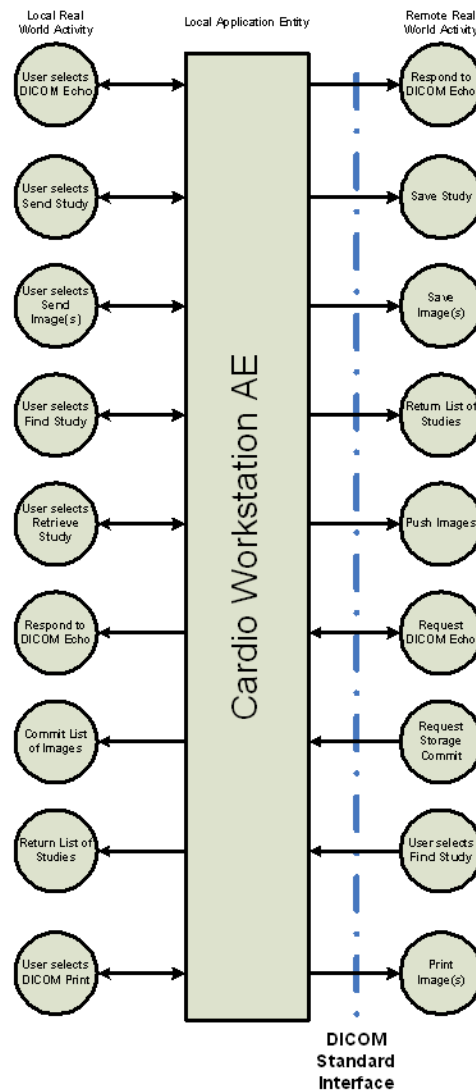 Local Real
World Activity
Local Application Entity
Remote Real
World Activity
User selects
DICOM Echo
Respond to
DICOM Echo
User selects
Send Study
Save Study
User selects
Send
Image(s)
Save
Image(s)
User selects
Find Study
Return List of
Studies
User selects
Retrieve
Study
Push Images
Cardio Workstation AE
Respond to
DICOM Echo
Request
DICOM Echo
Commit List
of Images
Request
Storage
Commit
Return List of
Studies
User selects
Find Study
User selects
DICOM Print
Print
Image(s)
DICOM
Standard
Interface